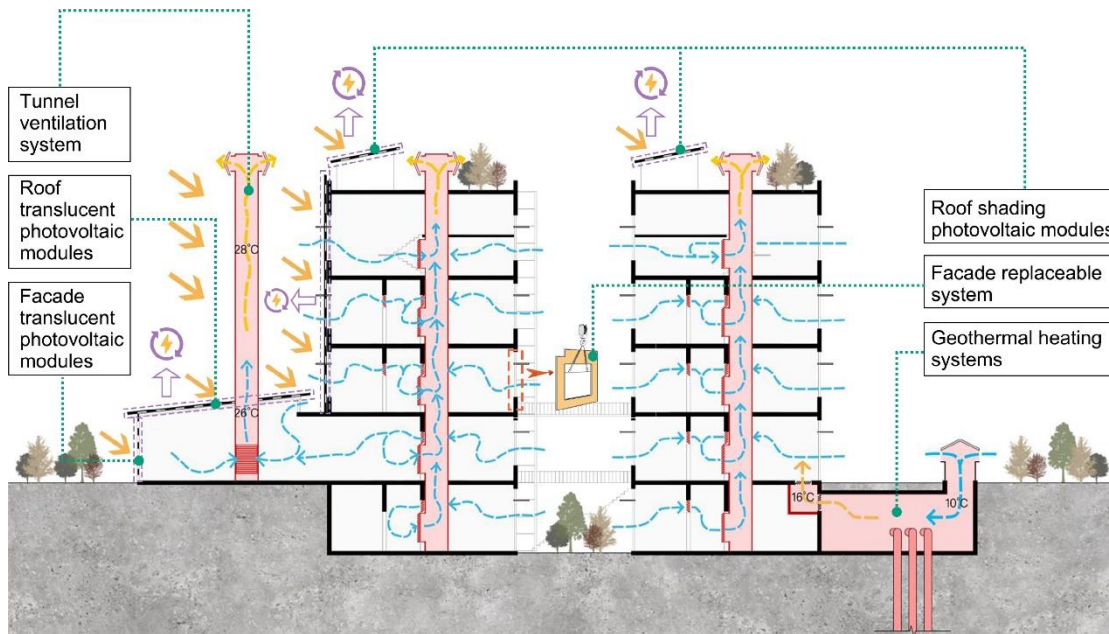 Tunnel
ventilation
system
Roof
translucent
photovoltaic
modules
Facade
translucent
photovoltaic
modules
28°C
26°C
Roof shading
photovoltaic modules
Facade replaceable
system
Geothermal heating
systems
16°C
10°C